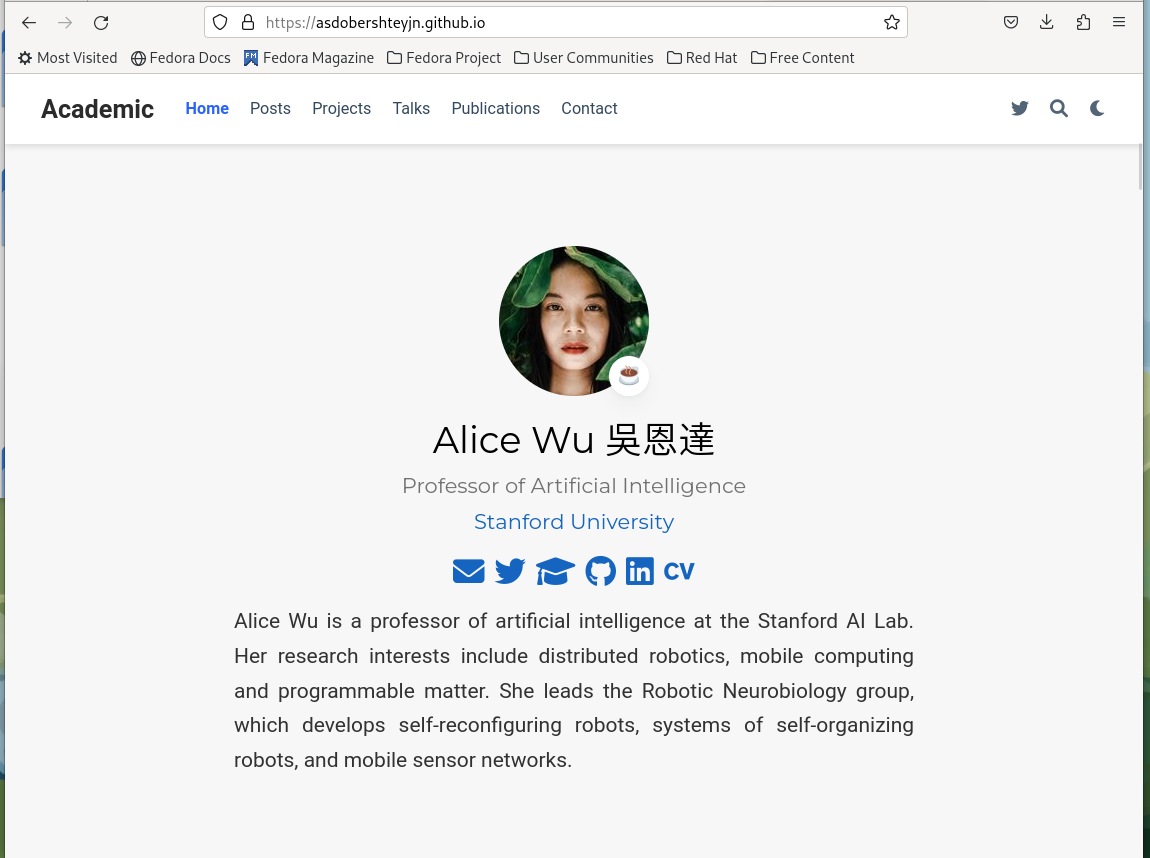 https://asdobershteyjn.github.io
Most Visited Fedora Docs FM Fedora Magazine Fedora Project User Communities Red Hat Free Content
Academic Home Posts Projects Talks Publications Contact
Alice Wu 吳恩達
Professor of Artificial Intelligence
Stanford University
CV
Alice Wu is a professor of artificial intelligence at the Stanford AI Lab.
Her research interests include distributed robotics, mobile computing
and programmable matter. She leads the Robotic Neurobiology group,
which develops self-reconfiguring robots, systems of self-organizing
robots, and mobile sensor networks.